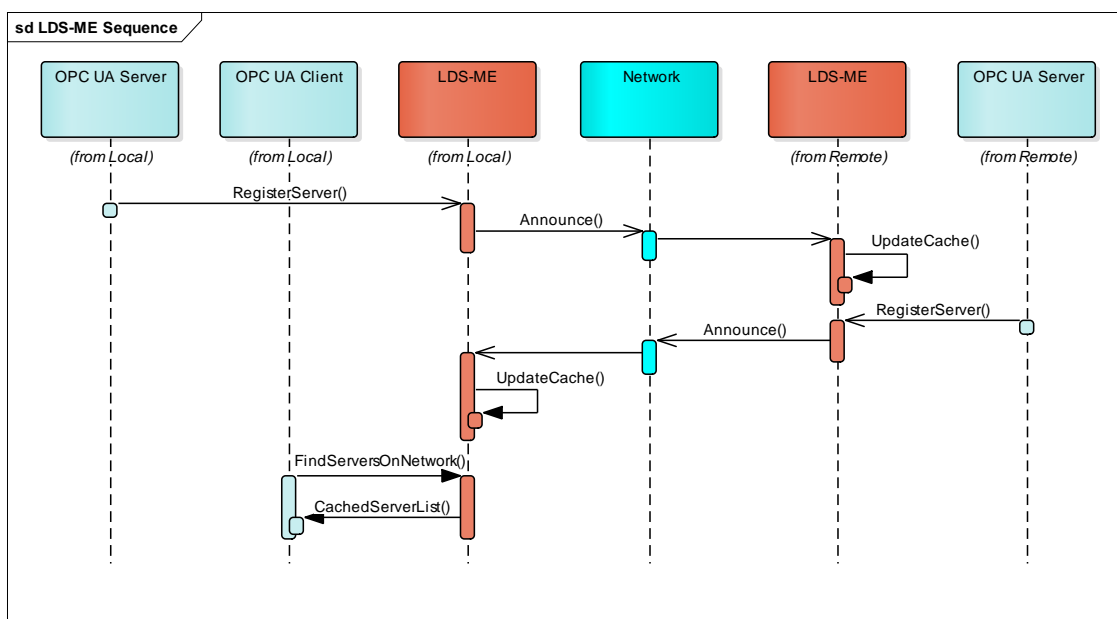 sd LDS-ME Sequence
OPC UA Server
OPC UA Client
LDS-ME
Network
LDS-ME
OPC UA Server
(from Local)
(from Local)
(from Local)
(from Remote)
(from Remote)
RegisterServer()
Announce()
UpdateCache()
RegisterServer()
Announce()
UpdateCache()
FindServersOnNetwork()
CachedServerList()